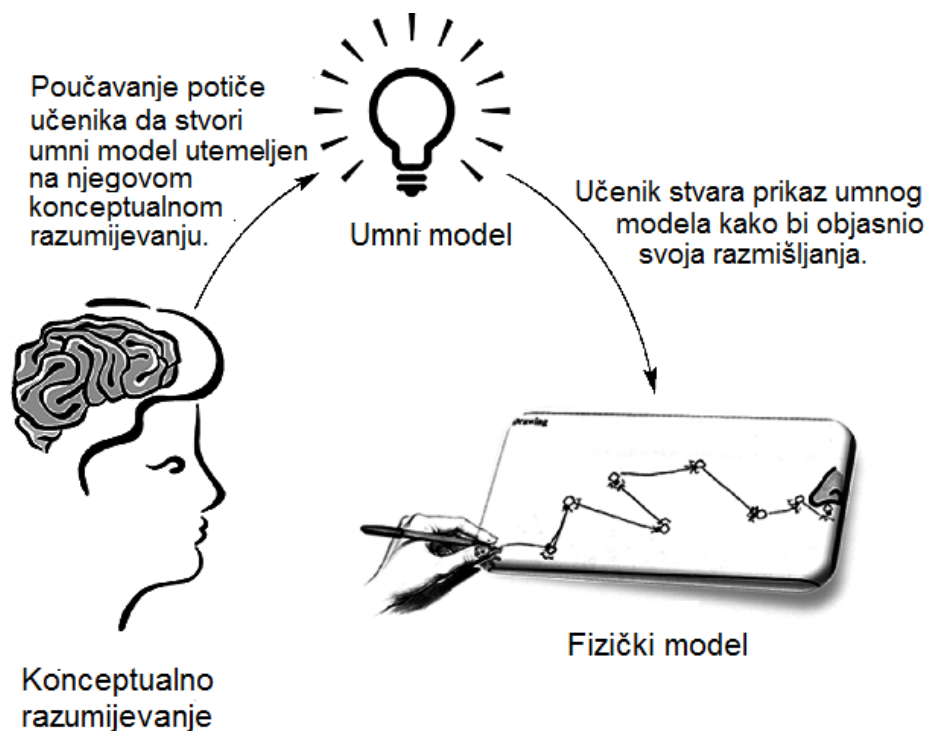 Poučavanje potiče
učenika da stvori
umni model utemeljen
na njegovom
konceptualnom
razumijevanju.
Umni model
Učenik stvara prikaz umnog
modela kako bi objasnio
svoja razmišljanja.
Drawing
Fizički model
Konceptualno
razumijevanje